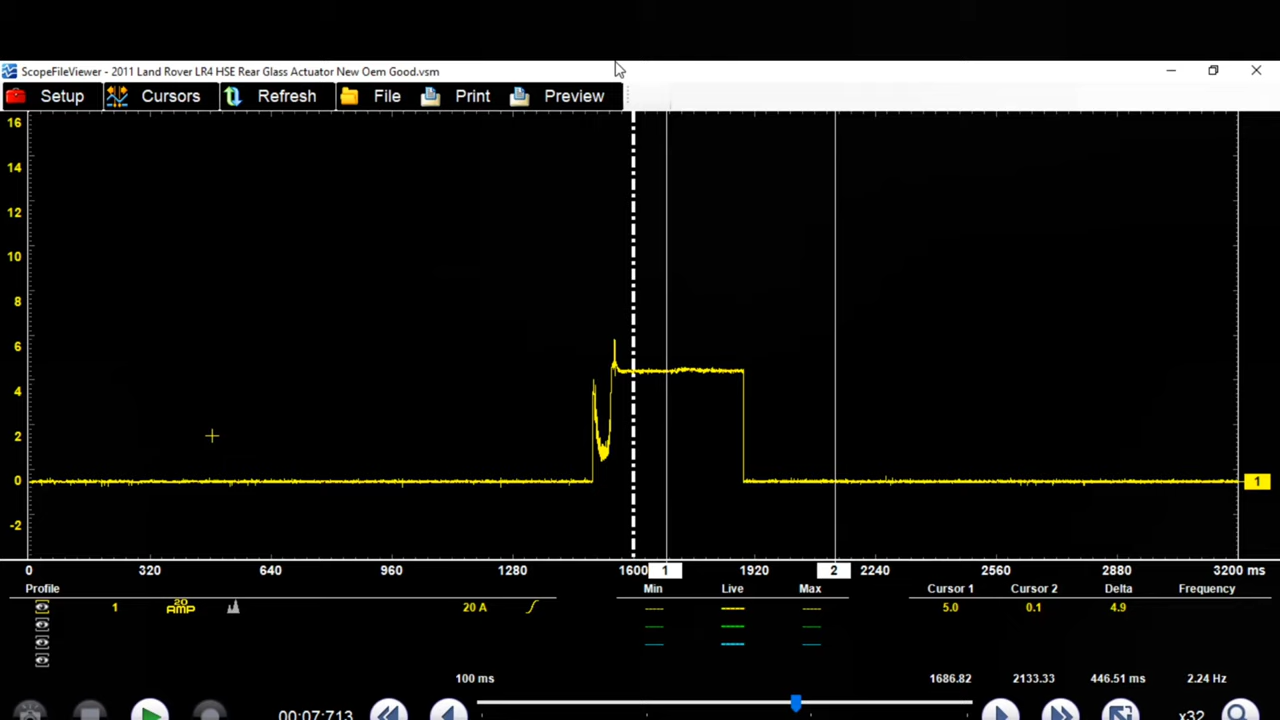 ScopeFileViewer - 2011 Land Rover LR4 HSE Rear Glass Actuator New Oem Good.vsm
Setup Cursors Refresh File Print Preview
16
14
12
10
8
6
4
2
0
-2
1
0 320 640 960 1280 1600 1 1920 2 2240 2560 2880 3200 ms
Profile Min Live Max Cursor 1 Cursor 2 Delta Frequency
1 20 AMP 20 A ---- ---- ---- 5.0 0.1 4.9
100 ms 1686.82 2133.33 446.51 ms 2.24 Hz
00:07:713 x32